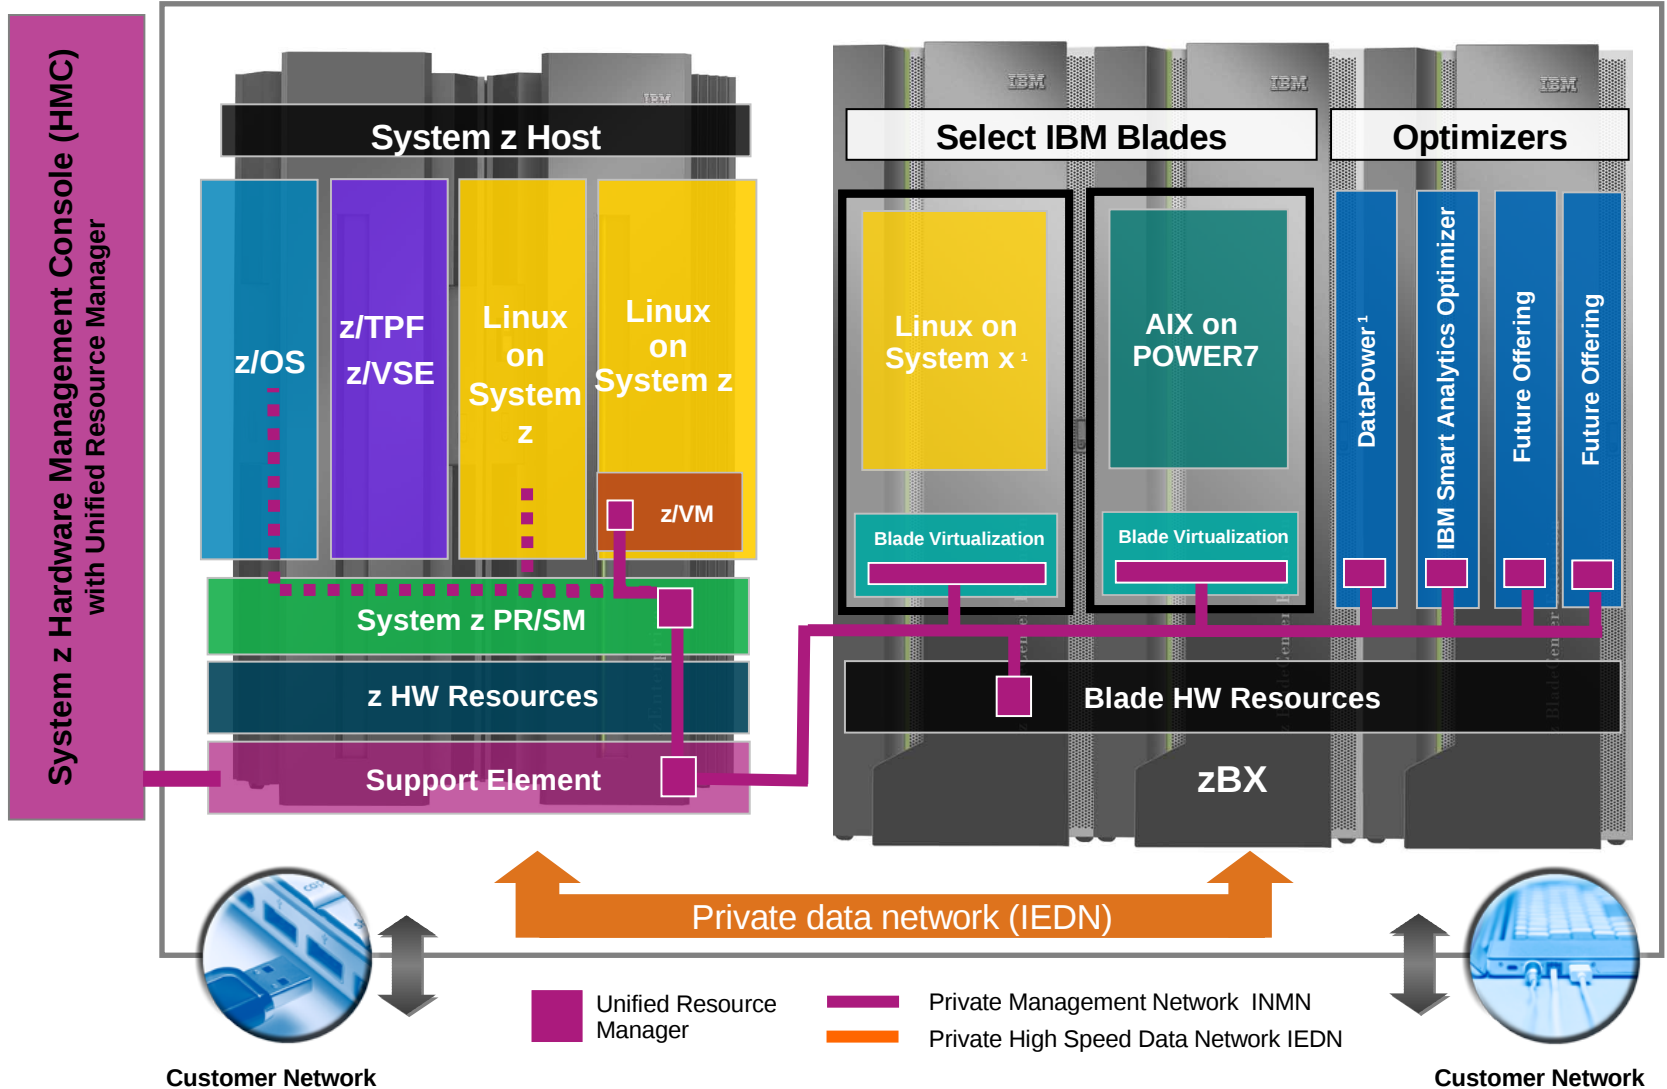 System z Hardware Management Console (HMC)
with Unified Resource Manager
IBM
IBM
IBM
IBM
System z Host
Select IBM Blades
Optimizers
z/OS
z/TPF
z/VSE
Linux
on
System
z
Linux
on
System z
z/VM
Linux on
System x 1
AIX on
POWER7
DataPower 1
IBM Smart Analytics Optimizer
Future Offering
Future Offering
Blade Virtualization
Blade Virtualization
System z PR/SM
z HW Resources
Blade HW Resources
Support Element
zBX
Private data network (IEDN)
Unified Resource
Manager
Private Management Network INMN
Private High Speed Data Network IEDN
Customer Network
Customer Network